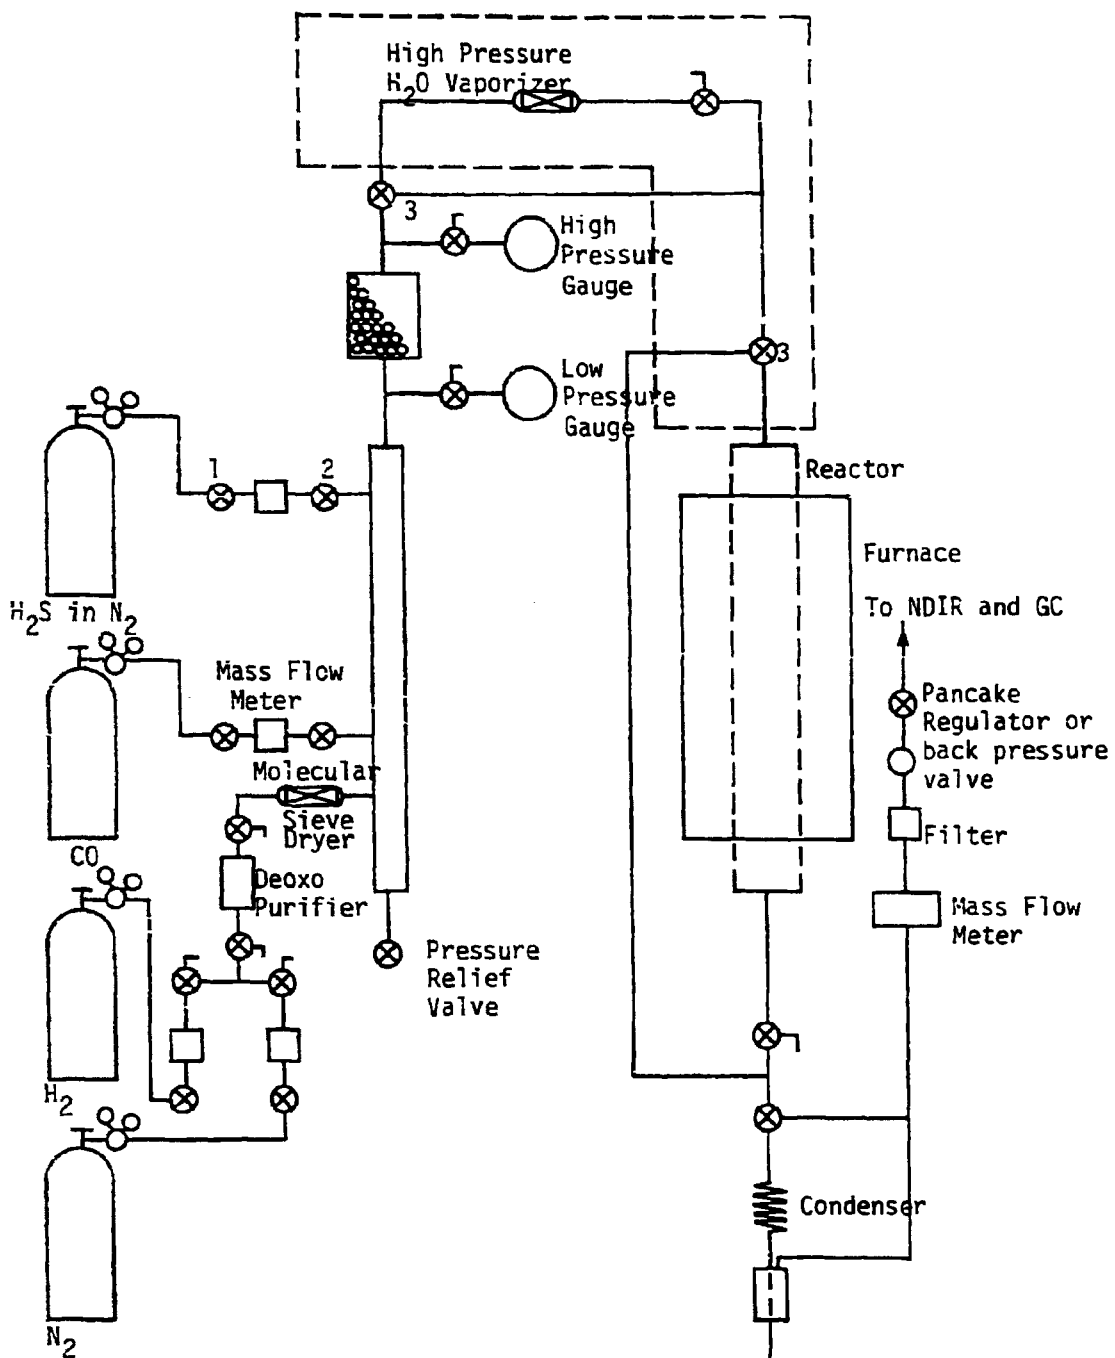 High Pressure
H2O Vaporizer
3
High
Pressure
Gauge
3
Low
Pressure
Gauge
1
2
Reactor
H2S in N2
Furnace
To NDIR and GC
Mass Flow
Meter
Pancake
Regulator or
back pressure
valve
Molecular
Sieve
Dryer
Filter
CO
Deoxo
Purifier
Mass Flow
Meter
Pressure
Relief
Valve
H2
Condenser
N2